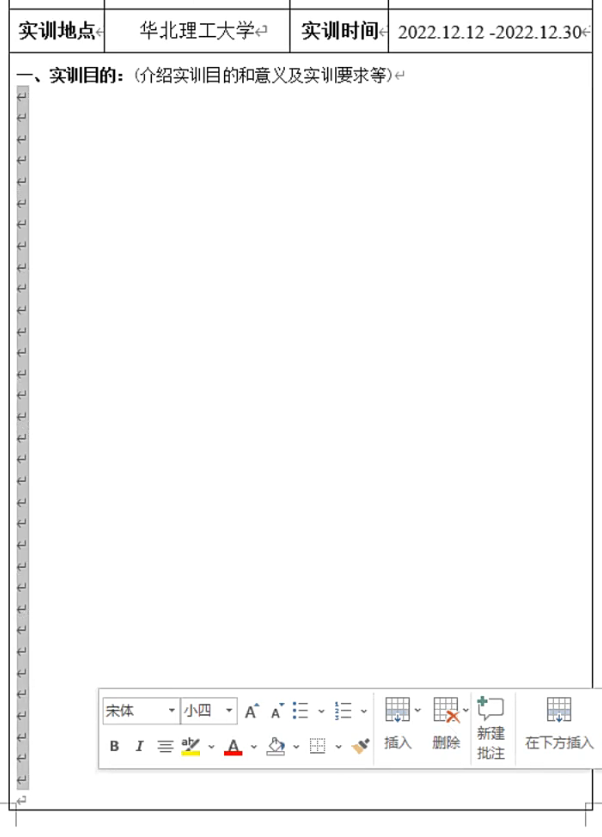 实训地点 华北理工大学 实训时间 2022.12.12 -2022.12.30
一、实训目的：(介绍实训目的和意义及实训要求等)
宋体 小四 A A
B I ab A 插入 删除 新建批注 在下方插入